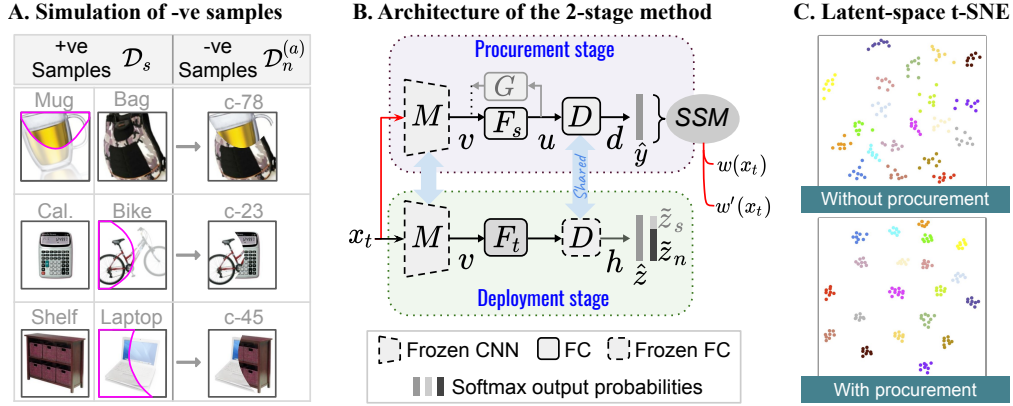 A. Simulation of -ve samples
+ve Samples 𝒟ₛ
-ve Samples 𝒟ₙ⁽ᵃ⁾
Mug Bag c-78
Cal. Bike c-23
Shelf Laptop c-45
B. Architecture of the 2-stage method
Procurement stage
G
M v Fₛ u D d ŷ SSM
w(xₜ)
w′(xₜ)
Shared
xₜ
M v Fₜ D h ẑ z̃ₛ z̃ₙ
Deployment stage
Frozen CNN FC Frozen FC
Softmax output probabilities
C. Latent-space t-SNE
Without procurement
With procurement